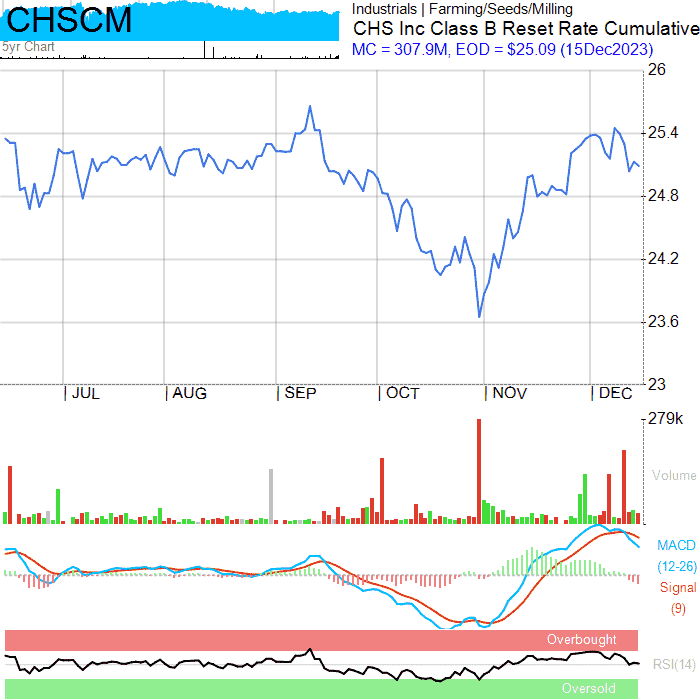 CHSCM
5yr Chart
Industrials | Farming/Seeds/Milling
CHS Inc Class B Reset Rate Cumulative
MC = 307.9M, EOD = $25.09 (15Dec2023)
26
25.4
24.8
24.2
23.6
23
| JUL | AUG | SEP | OCT | NOV | DEC
279k
Volume
MACD
(12-26)
Signal
(9)
Overbought
RSI(14)
Oversold